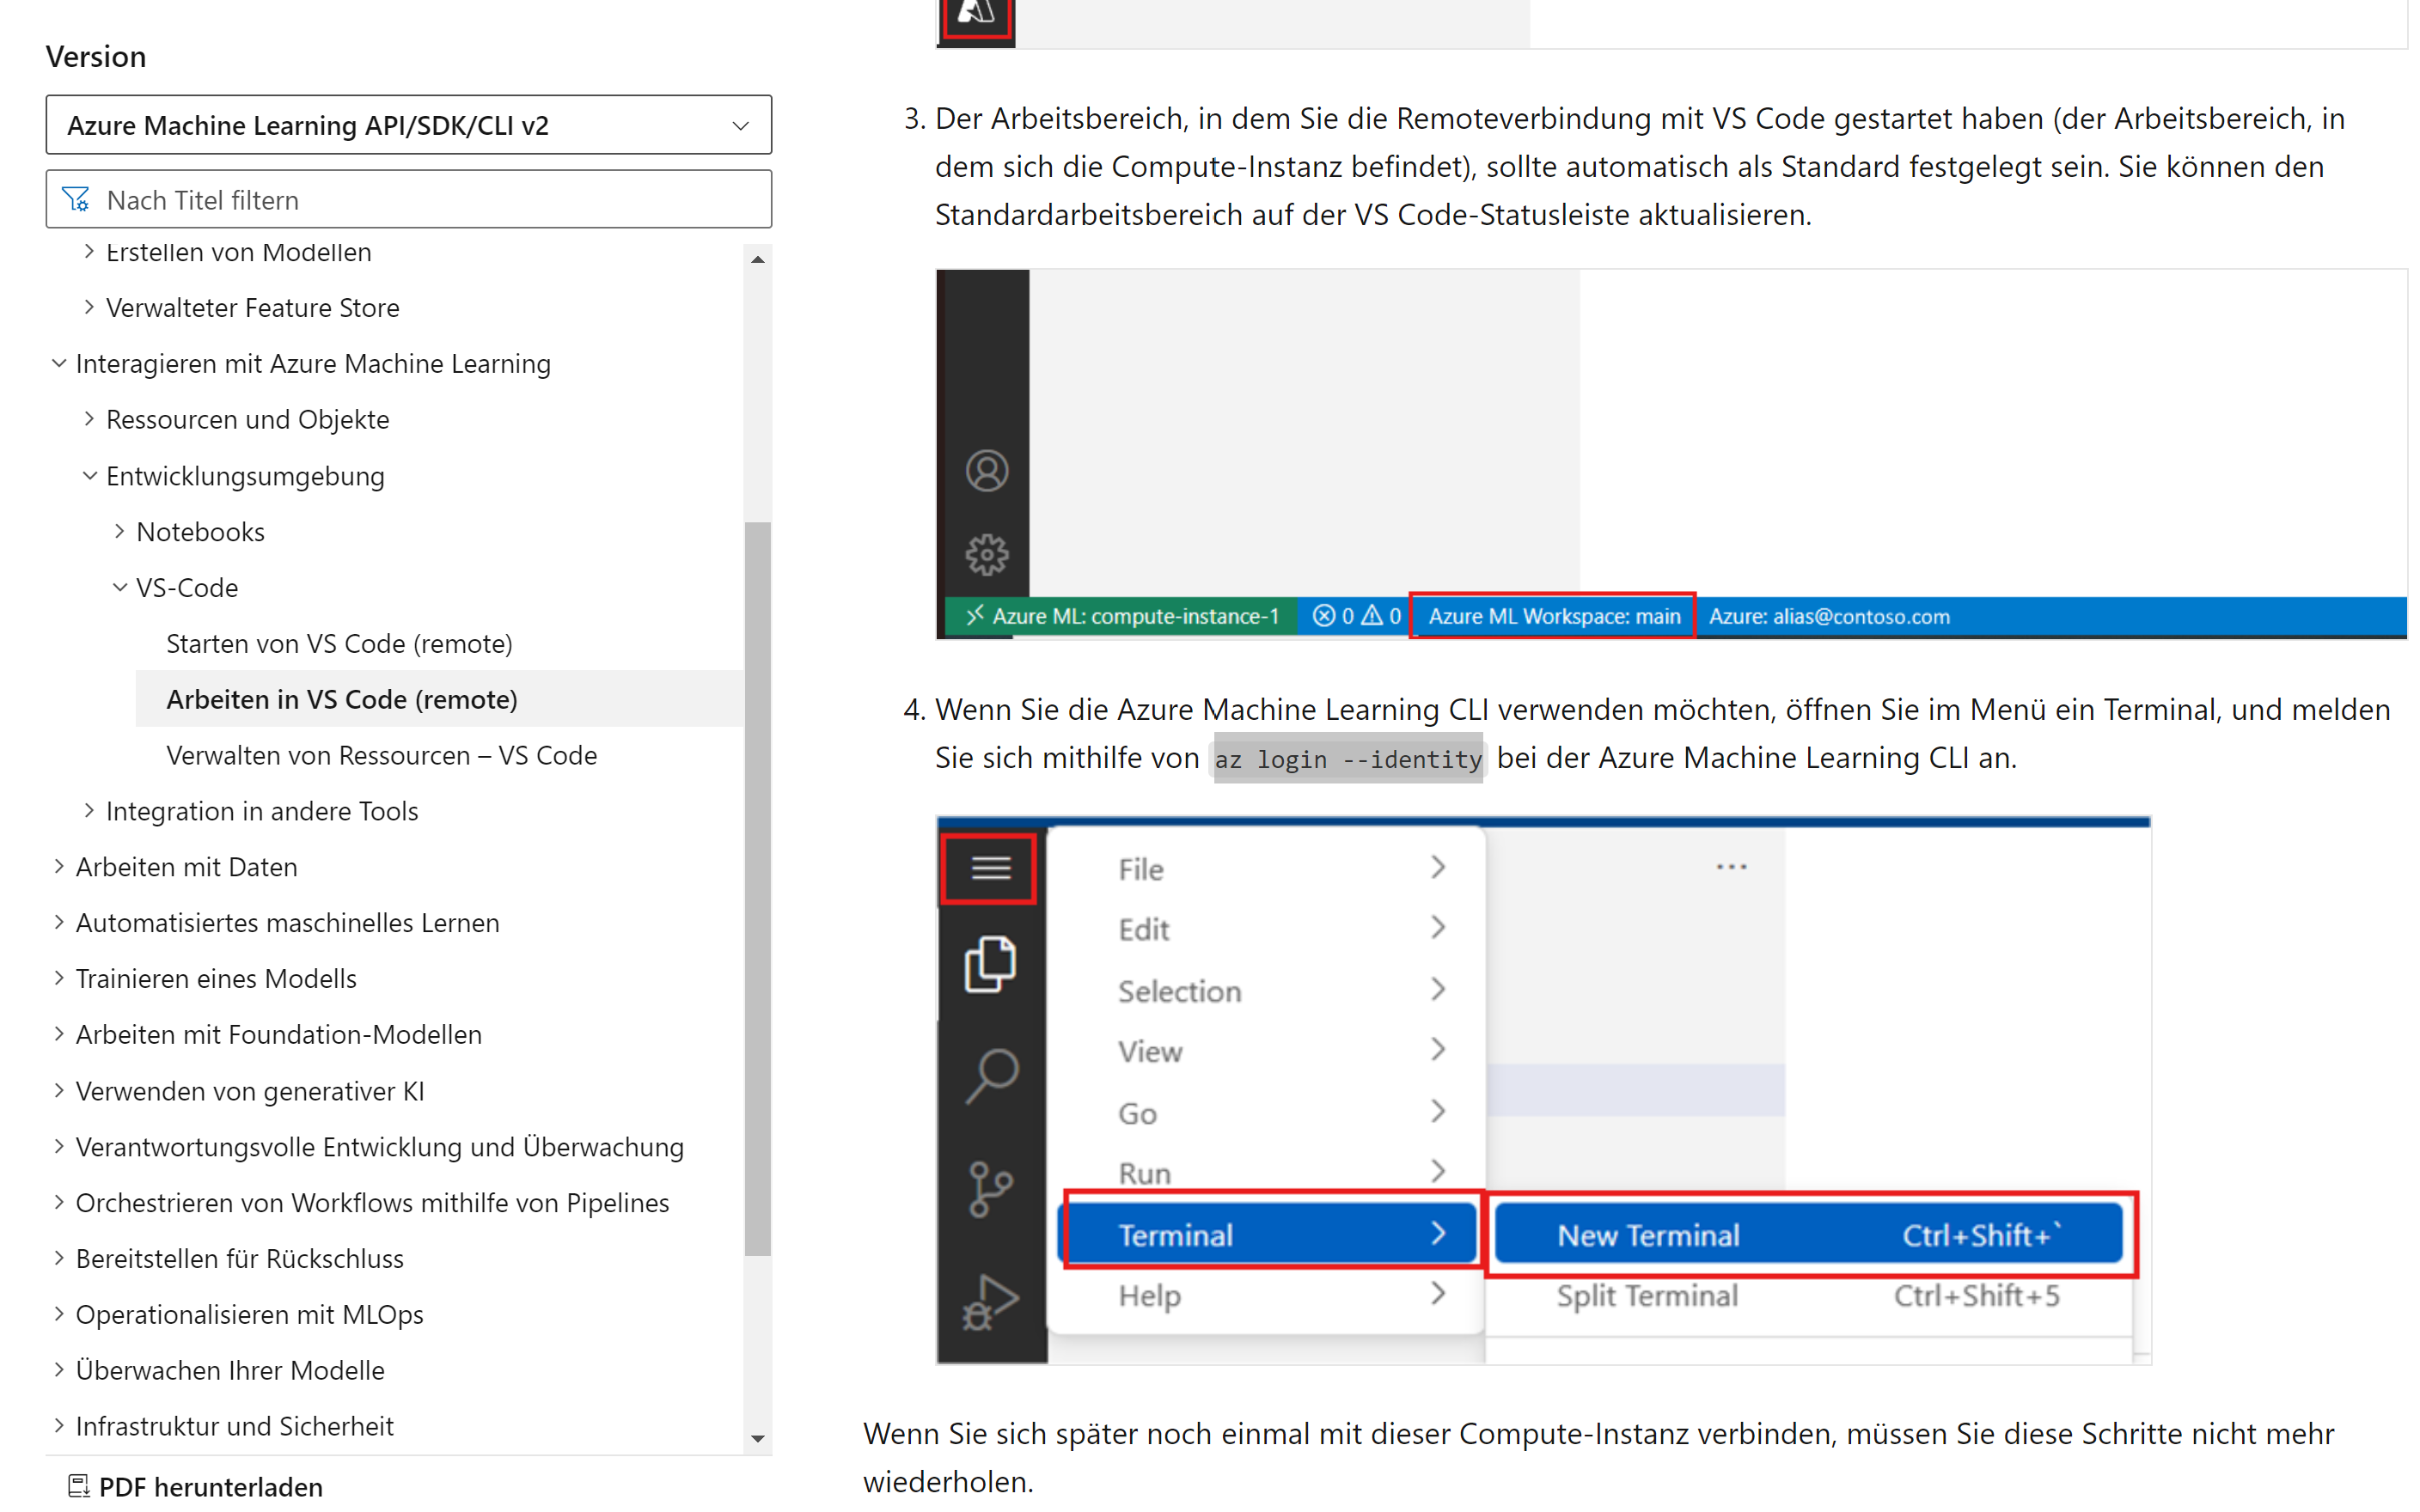 Version
Azure Machine Learning API/SDK/CLI v2
Nach Titel filtern
Erstellen von Modellen
Verwalteter Feature Store
Interagieren mit Azure Machine Learning
Ressourcen und Objekte
Entwicklungsumgebung
Notebooks
VS-Code
Starten von VS Code (remote)
Arbeiten in VS Code (remote)
Verwalten von Ressourcen – VS Code
Integration in andere Tools
Arbeiten mit Daten
Automatisiertes maschinelles Lernen
Trainieren eines Modells
Arbeiten mit Foundation-Modellen
Verwenden von generativer KI
Verantwortungsvolle Entwicklung und Überwachung
Orchestrieren von Workflows mithilfe von Pipelines
Bereitstellen für Rückschluss
Operationalisieren mit MLOps
Überwachen Ihrer Modelle
Infrastruktur und Sicherheit
PDF herunterladen
3. Der Arbeitsbereich, in dem Sie die Remoteverbindung mit VS Code gestartet haben (der Arbeitsbereich, in
dem sich die Compute-Instanz befindet), sollte automatisch als Standard festgelegt sein. Sie können den
Standardarbeitsbereich auf der VS Code-Statusleiste aktualisieren.
Azure ML: compute-instance-1 0 0 Azure ML Workspace: main Azure: alias@contoso.com
4. Wenn Sie die Azure Machine Learning CLI verwenden möchten, öffnen Sie im Menü ein Terminal, und melden
Sie sich mithilfe von az login --identity bei der Azure Machine Learning CLI an.
File
Edit
Selection
View
Go
Run
Terminal
Help
New Terminal Ctrl+Shift+`
Split Terminal Ctrl+Shift+5
Wenn Sie sich später noch einmal mit dieser Compute-Instanz verbinden, müssen Sie diese Schritte nicht mehr
wiederholen.